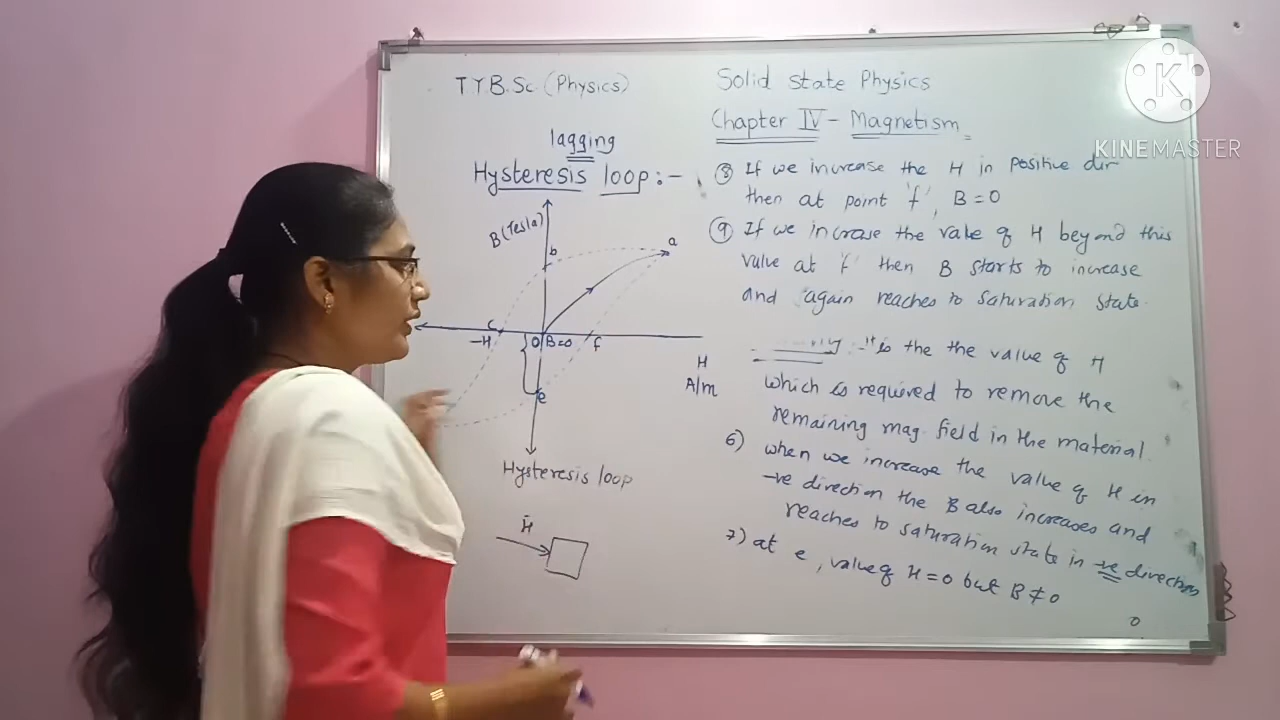 T.Y.B.Sc. (Physics)
Solid State Physics
Chapter IV - Magnetism
lagging
Hysteresis loop :-
B (Tesla)
b
a
c
-H
O
B=0
f
H
A/m
e
Hysteresis loop
H
⑧ If we increase the H in positive dir
then at point 'f', B = 0
⑨ If we increase the value of H beyond this
value at 'f' then B starts to increase
and again reaches to saturation state.
is the the value of H
which is required to remove the
remaining mag. field in the material.
6) when we increase the value of H in
-ve direction the B also increases and
reaches to saturation state in -ve direction
7) at e, value of H = 0 but B ≠ 0
K
KINEMASTER